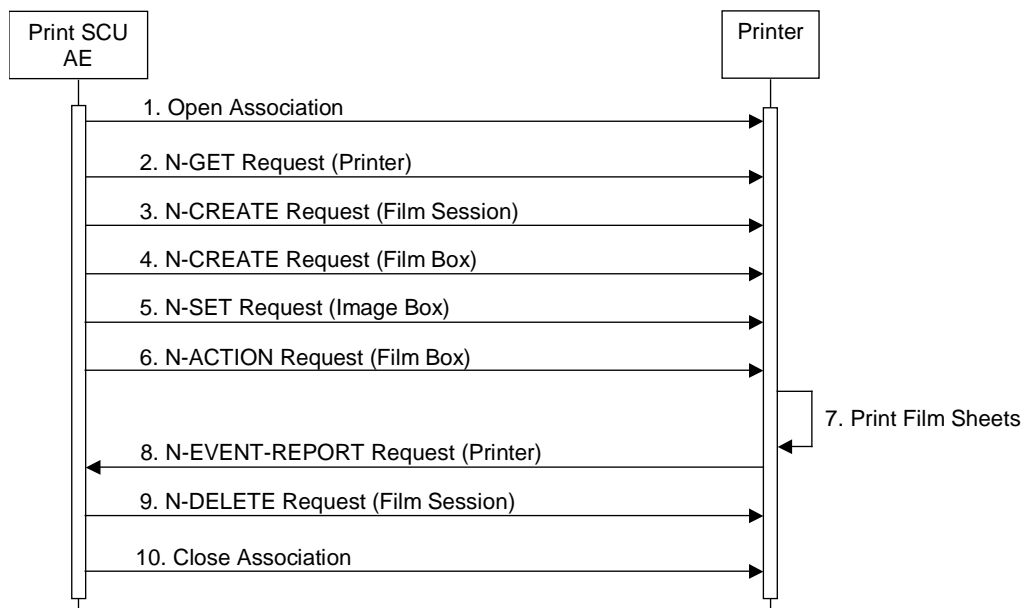 Print SCU
AE
Printer
1. Open Association
2. N-GET Request (Printer)
3. N-CREATE Request (Film Session)
4. N-CREATE Request (Film Box)
5. N-SET Request (Image Box)
6. N-ACTION Request (Film Box)
7. Print Film Sheets
8. N-EVENT-REPORT Request (Printer)
9. N-DELETE Request (Film Session)
10. Close Association